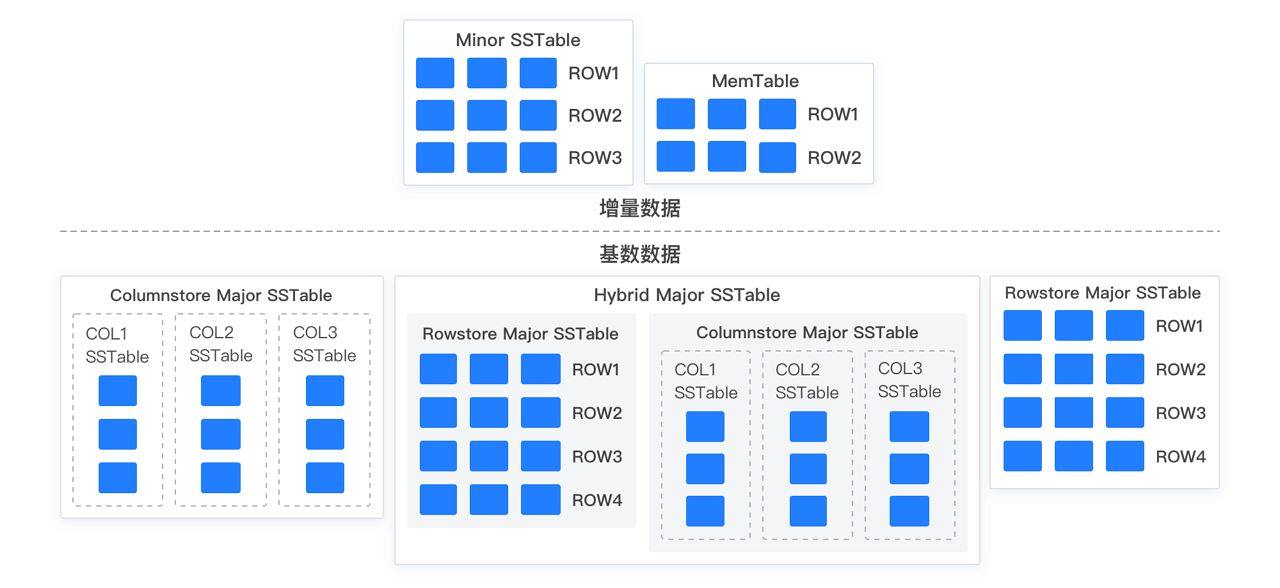 Minor SSTable
ROW1
ROW2
ROW3
MemTable
ROW1
ROW2
增量数据
基数数据
Columnstore Major SSTable
COL1
SSTable
COL2
SSTable
COL3
SSTable
Hybrid Major SSTable
Rowstore Major SSTable
ROW1
ROW2
ROW3
ROW4
Columnstore Major SSTable
COL1
SSTable
COL2
SSTable
COL3
SSTable
Rowstore Major SSTable
ROW1
ROW2
ROW3
ROW4